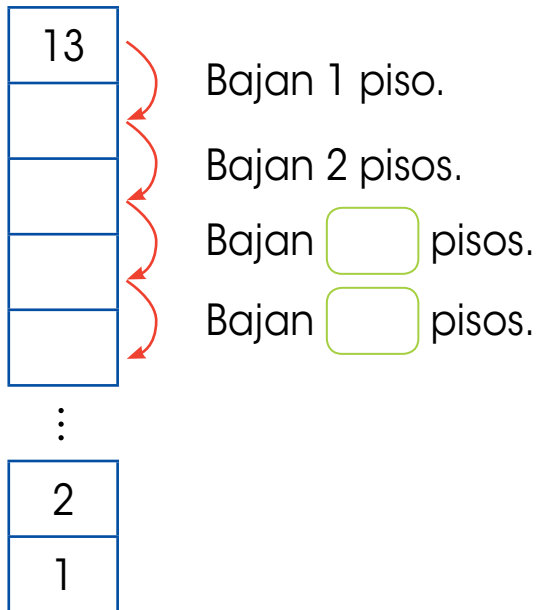 13
Bajan 1 piso.
Bajan 2 pisos.
Bajan pisos.
Bajan pisos.
⋮
2
1